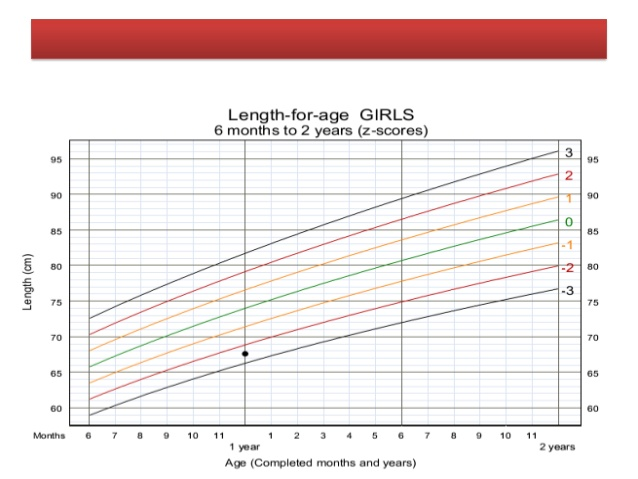 Length-for-age GIRLS
6 months to 2 years (z-scores)
95 3 95
2
90 1 90
85 0 85
-1
80 -2 80
75 -3 75
70 70
65 65
60 60
Length (cm)
Months 6 7 8 9 10 11 1 2 3 4 5 6 7 8 9 10 11
1 year 2 years
Age (Completed months and years)